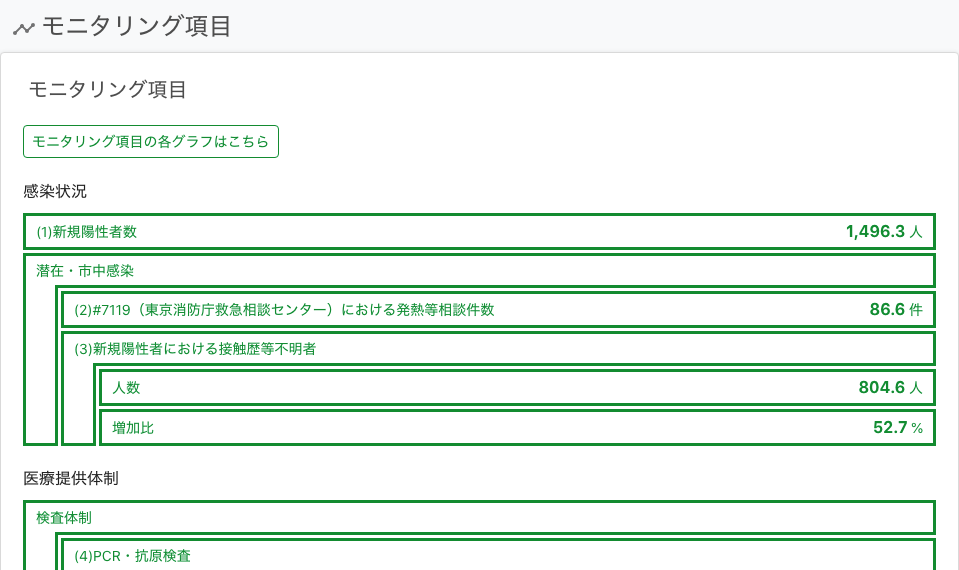 モニタリング項目
モニタリング項目
モニタリング項目の各グラフはこちら
感染状況
(1)新規陽性者数 1,496.3 人
潜在・市中感染
(2)#7119（東京消防庁救急相談センター）における発熱等相談件数 86.6 件
(3)新規陽性者における接触歴等不明者
人数 804.6 人
増加比 52.7 %
医療提供体制
検査体制
(4)PCR・抗原検査